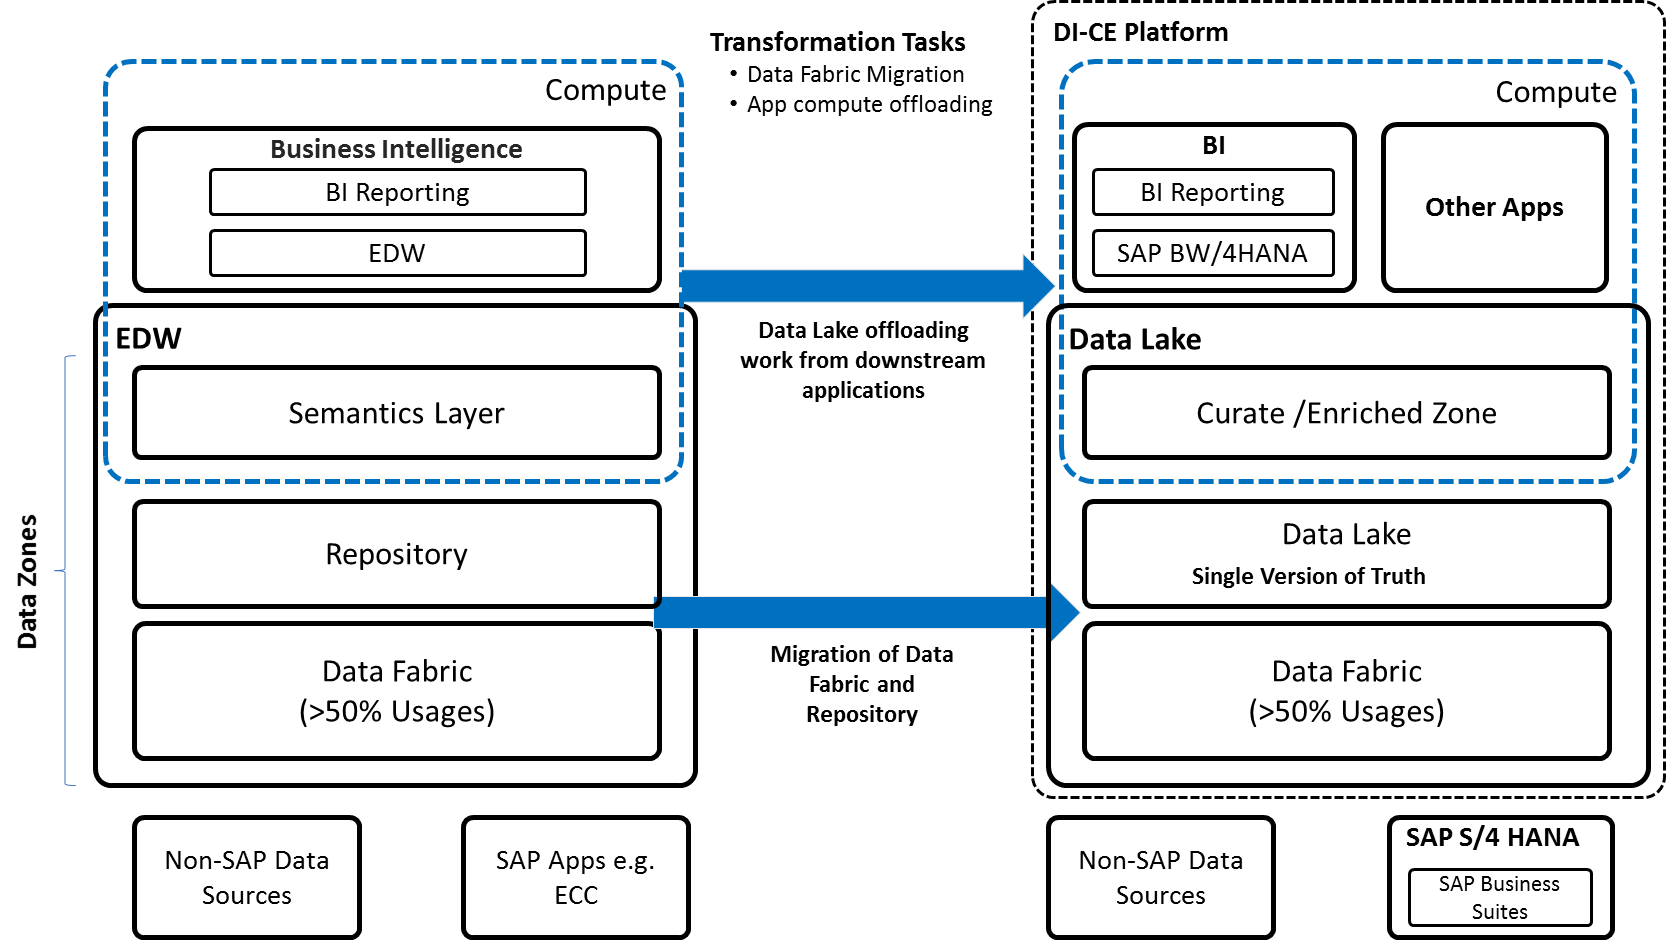 Transformation Tasks
• Data Fabric Migration
• App compute offloading
Compute
Business Intelligence
BI Reporting
EDW
EDW
Semantics Layer
Repository
Data Fabric
(>50% Usages)
Data Zones
Non-SAP Data
Sources
SAP Apps e.g.
ECC
Data Lake offloading
work from downstream
applications
Migration of Data
Fabric and
Repository
DI-CE Platform
Compute
BI
BI Reporting
SAP BW/4HANA
Other Apps
Data Lake
Curate /Enriched Zone
Data Lake
Single Version of Truth
Data Fabric
(>50% Usages)
Non-SAP Data
Sources
SAP S/4 HANA
SAP Business
Suites